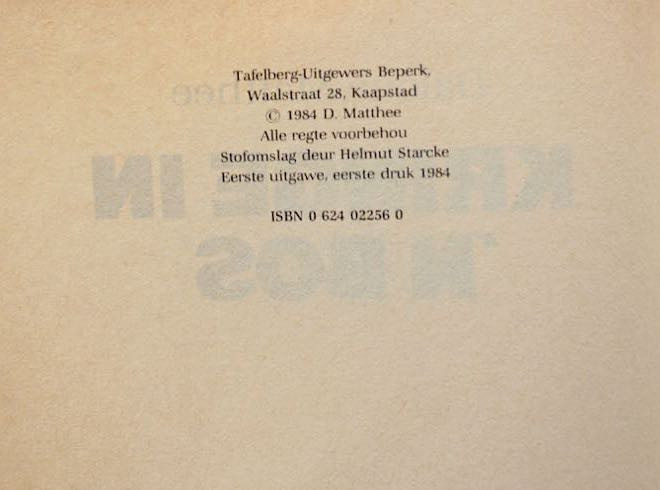 Tafelberg-Uitgewers Beperk,
Waalstraat 28, Kaapstad
© 1984 D. Matthee
Alle regte voorbehou
Stofomslag deur Helmut Starcke
Eerste uitgawe, eerste druk 1984
ISBN 0 624 02256 0